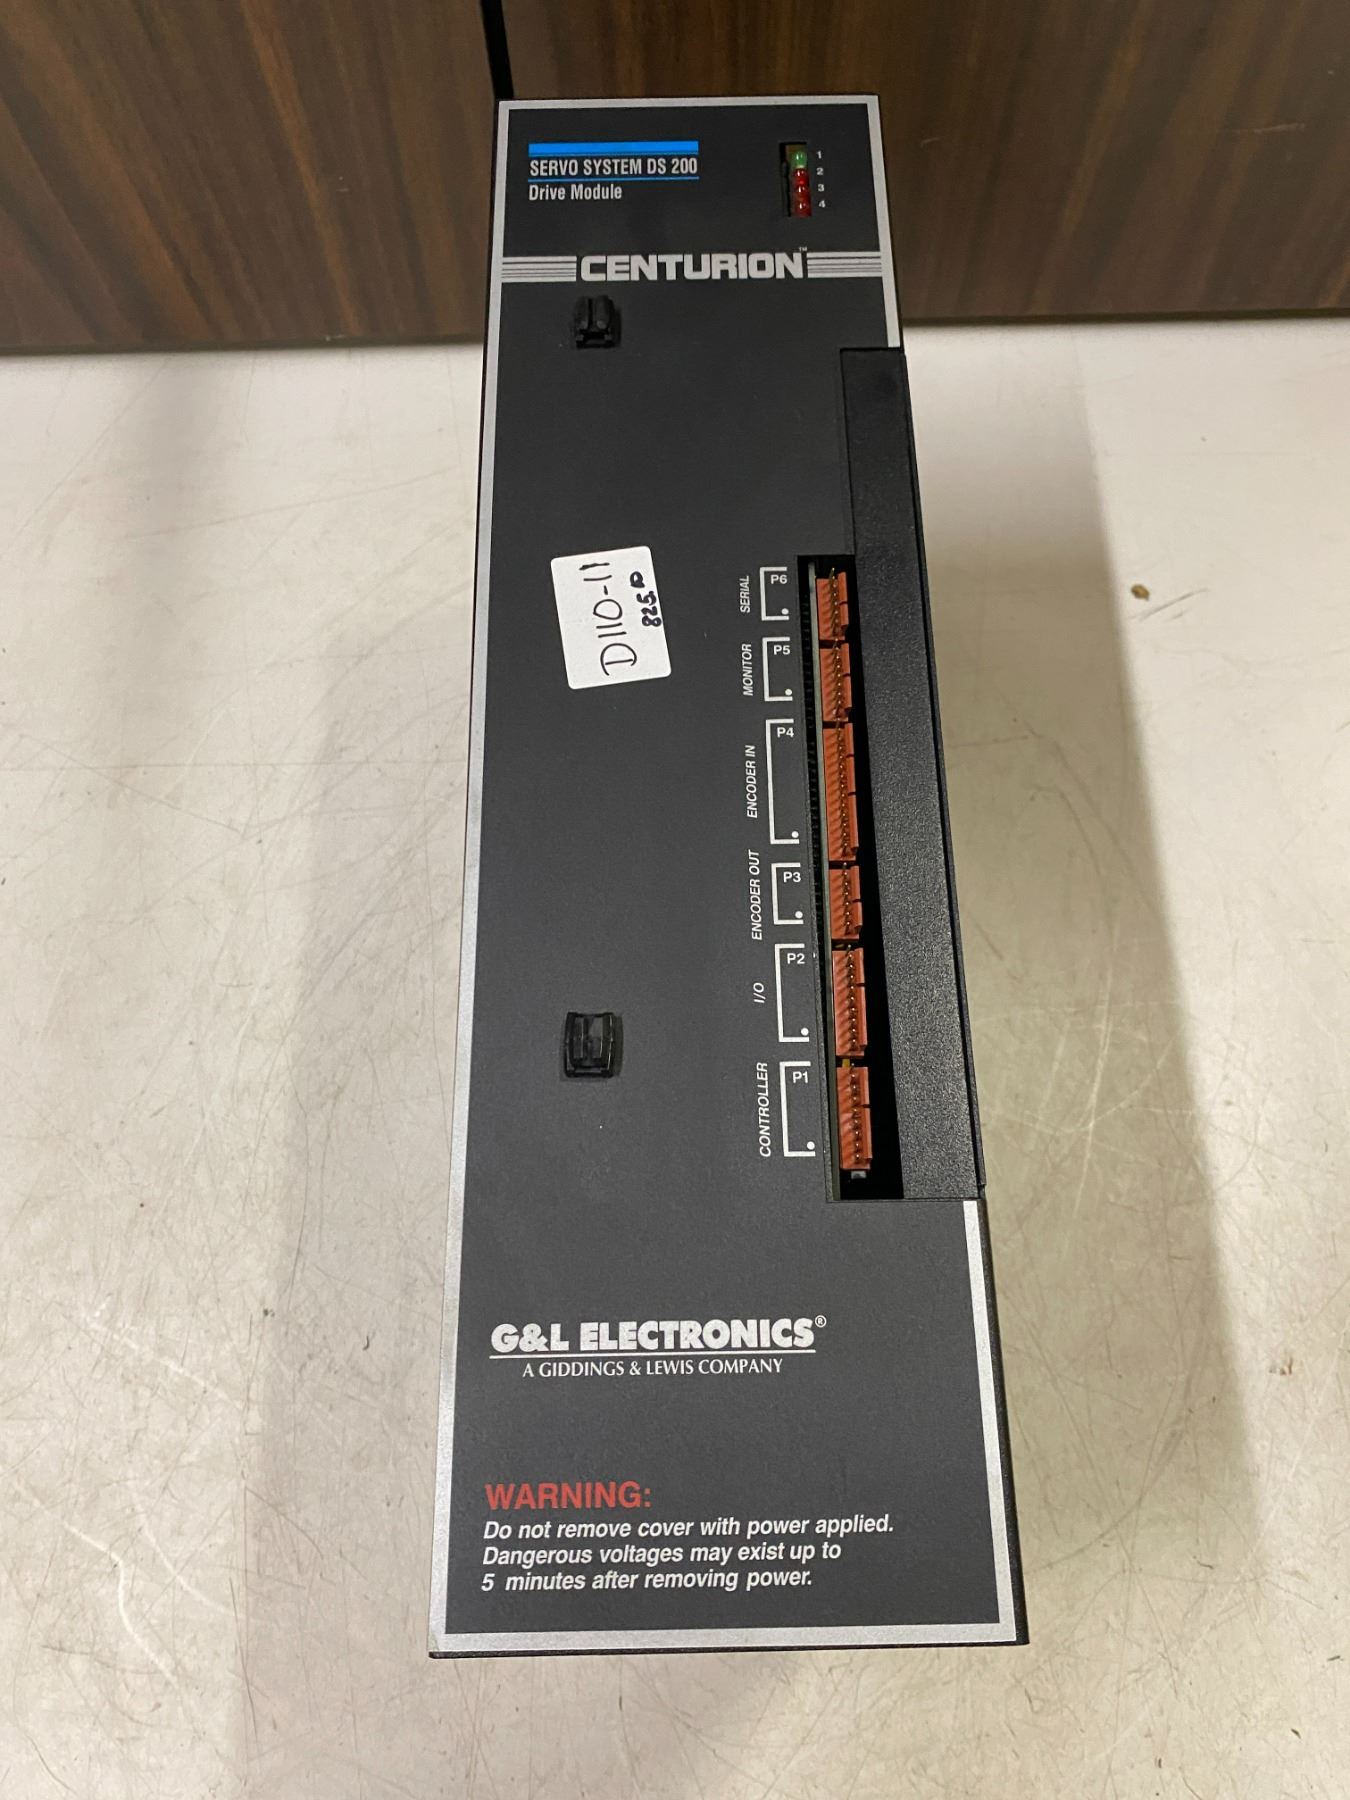 SERVO SYSTEM DS 200
Drive Module
1
2
3
4
CENTURION™
D110-11
825.00
SERIAL
P6
MONITOR
P5
ENCODER IN
P4
ENCODER OUT
P3
I/O
P2
CONTROLLER
P1
G&L ELECTRONICS®
A GIDDINGS & LEWIS COMPANY
WARNING:
Do not remove cover with power applied.
Dangerous voltages may exist up to
5 minutes after removing power.